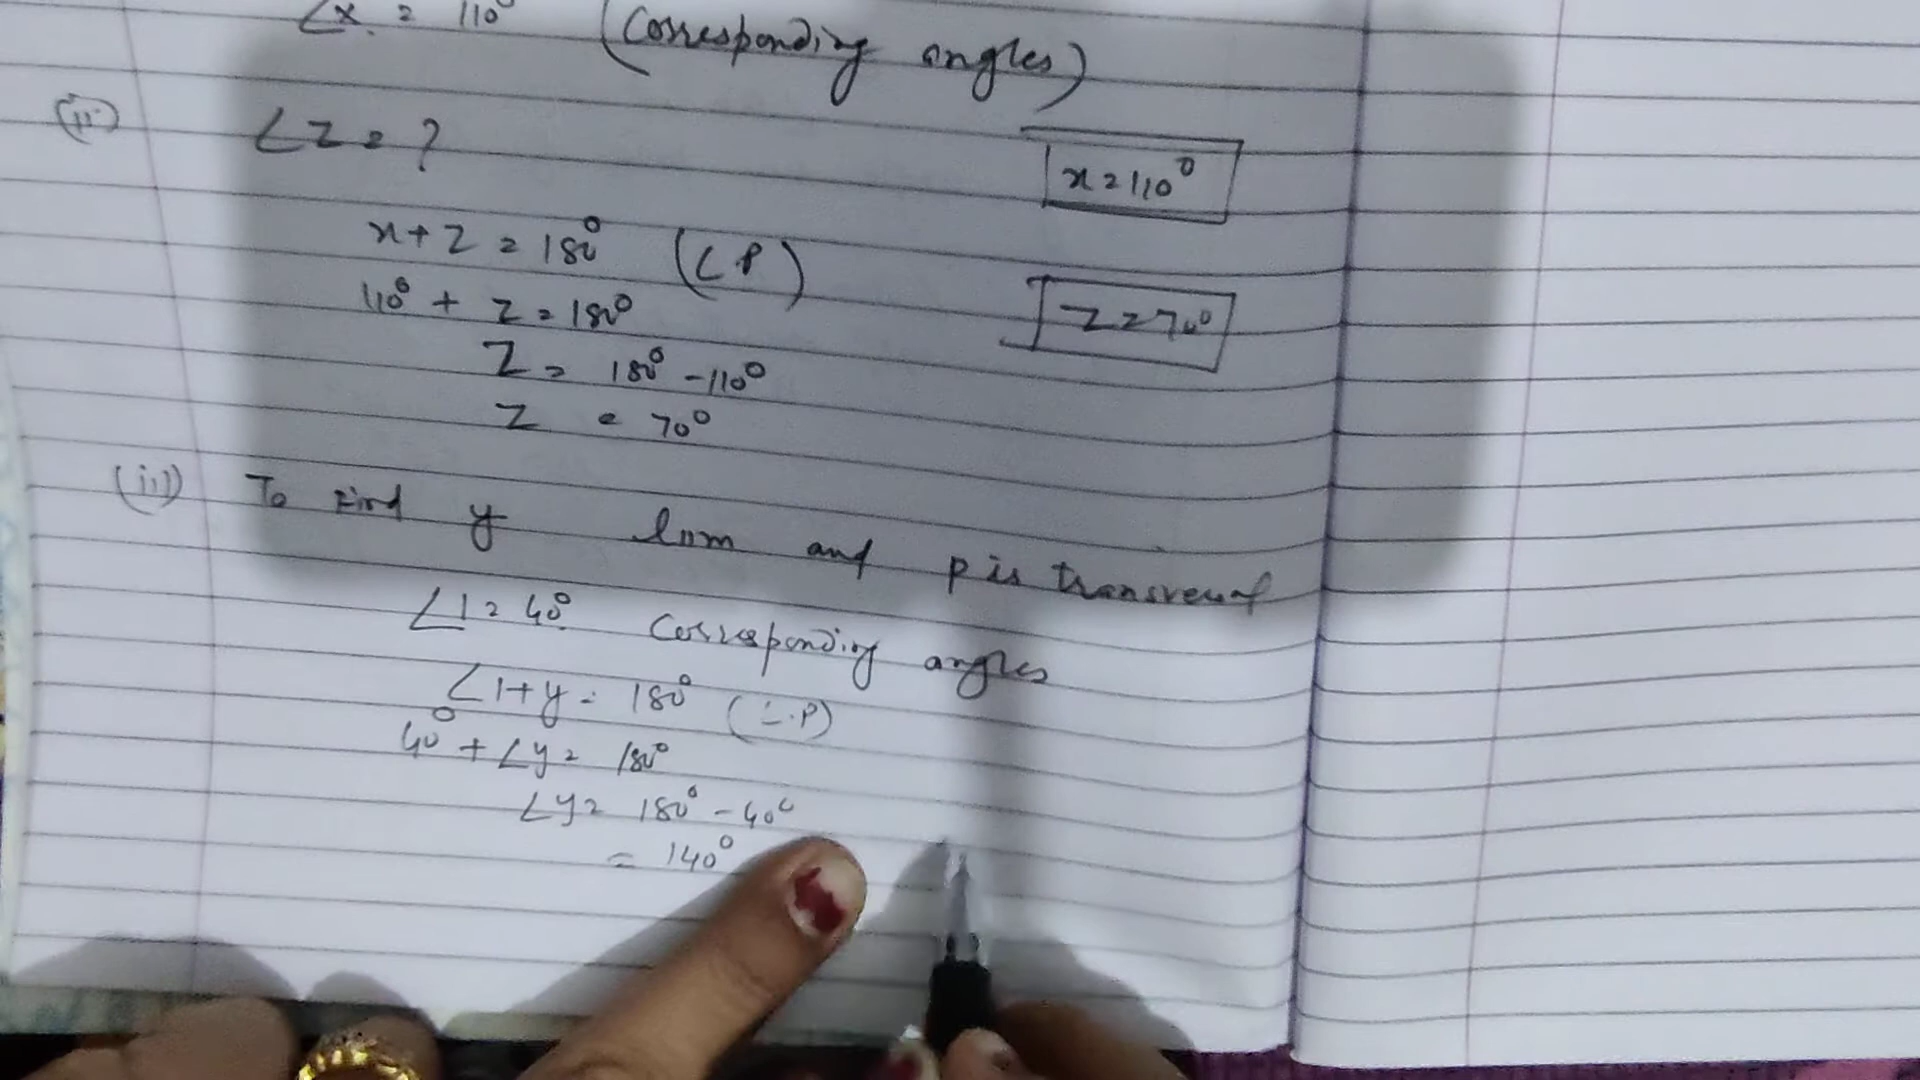 ∠x = 110° (Corresponding angles)
(ii) ∠Z = ?
x = 110°
x + Z = 180° (LP)
110° + Z = 180°
Z = 70°
Z = 180° - 110°
Z = 70°
(iii) To Find y l || m and p is transversal
∠1 = 40° Corresponding angles
∠1 + y = 180° (L.P)
40° + ∠y = 180°
∠y = 180° - 40°
= 140°